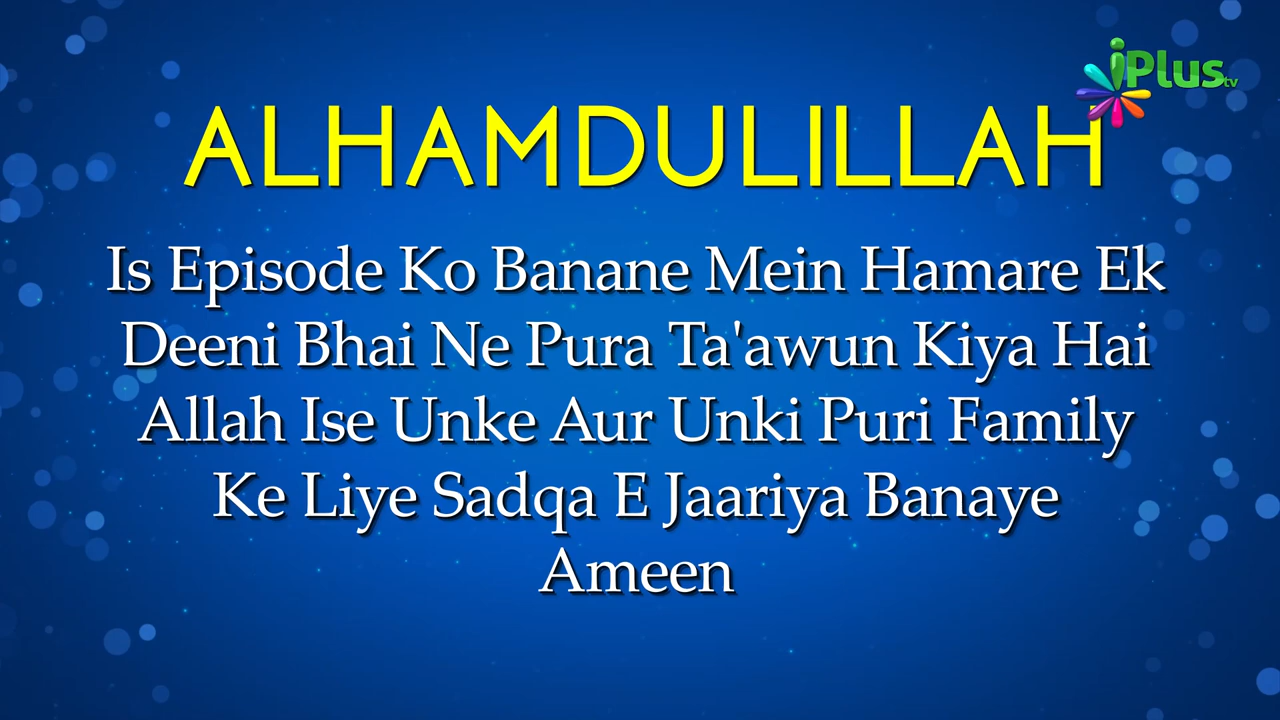 iPlus tv
ALHAMDULILLAH
Is Episode Ko Banane Mein Hamare Ek
Deeni Bhai Ne Pura Ta'awun Kiya Hai
Allah Ise Unke Aur Unki Puri Family
Ke Liye Sadqa E Jaariya Banaye
Ameen